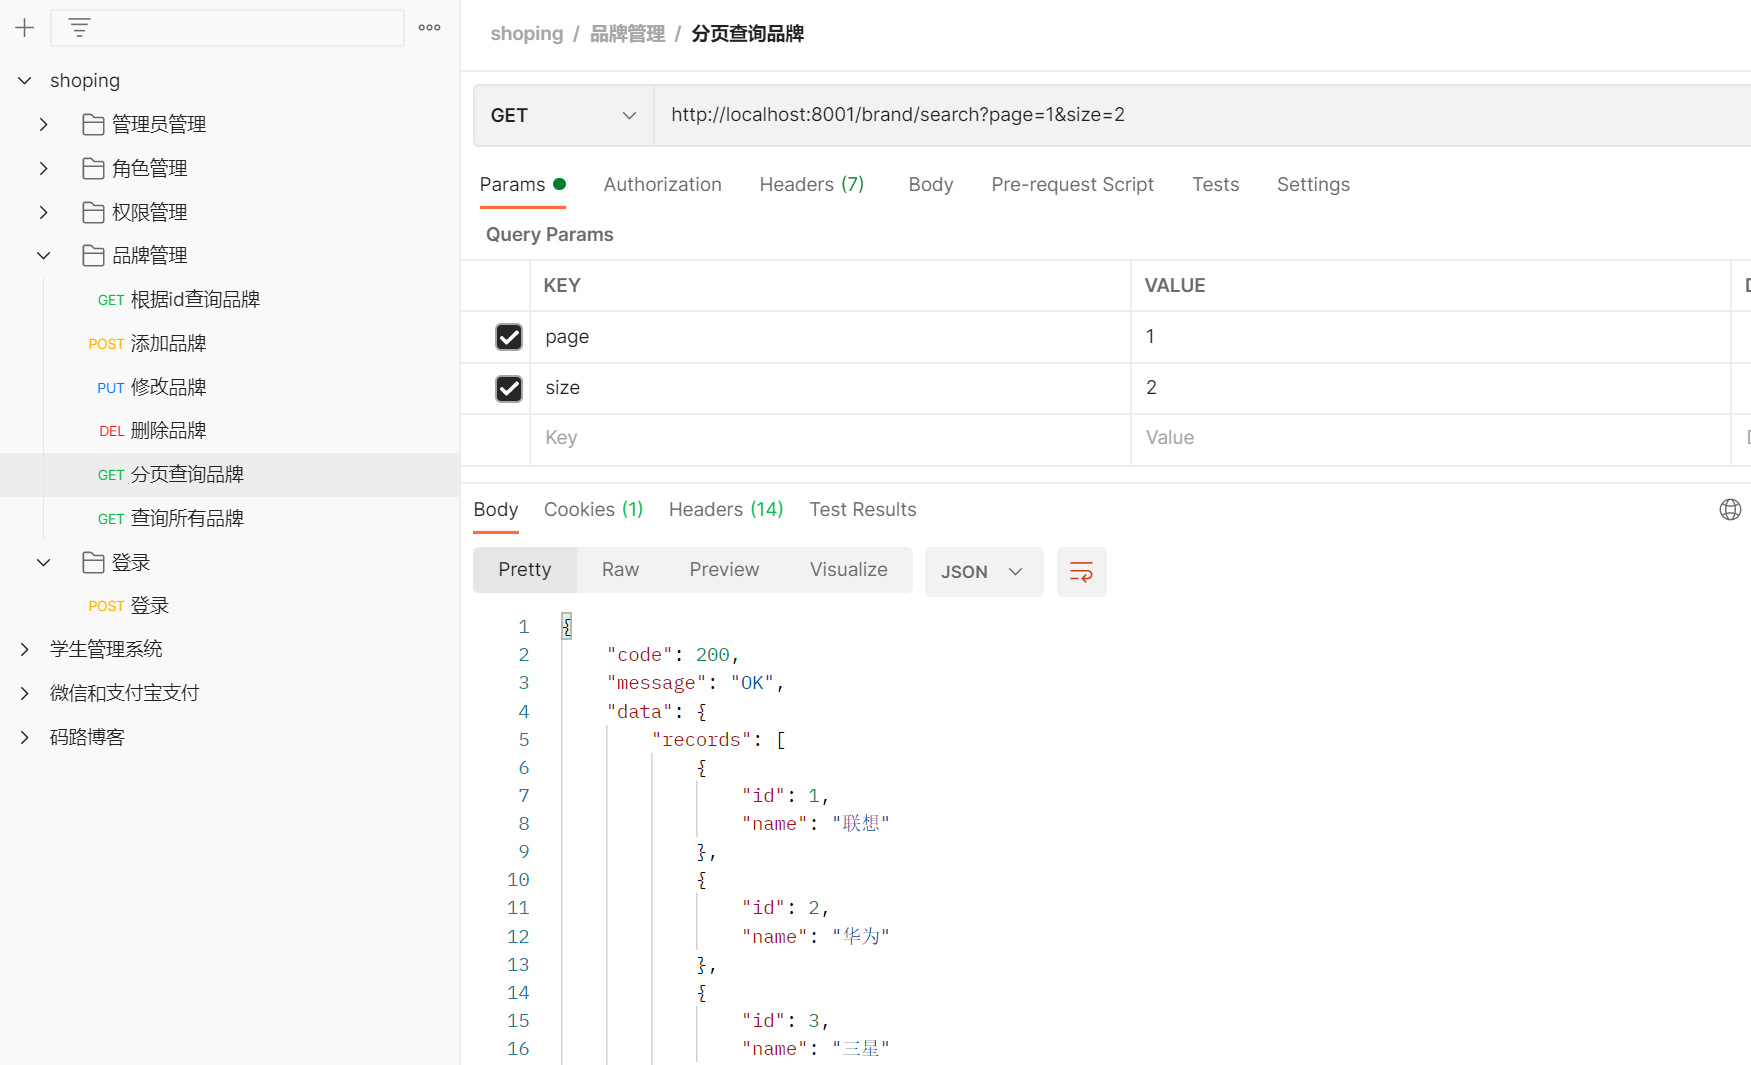 shoping
管理员管理
角色管理
权限管理
品牌管理
GET 根据id查询品牌
POST 添加品牌
PUT 修改品牌
DEL 删除品牌
GET 分页查询品牌
GET 查询所有品牌
登录
POST 登录
学生管理系统
微信和支付宝支付
码路博客
shoping / 品牌管理 / 分页查询品牌
GET http://localhost:8001/brand/search?page=1&size=2
Params Authorization Headers (7) Body Pre-request Script Tests Settings
Query Params
KEY VALUE
page 1
size 2
Key Value
Body Cookies (1) Headers (14) Test Results
Pretty Raw Preview Visualize JSON
1 {
2 "code": 200,
3 "message": "OK",
4 "data": {
5 "records": [
6 {
7 "id": 1,
8 "name": "联想"
9 },
10 {
11 "id": 2,
12 "name": "华为"
13 },
14 {
15 "id": 3,
16 "name": "三星"